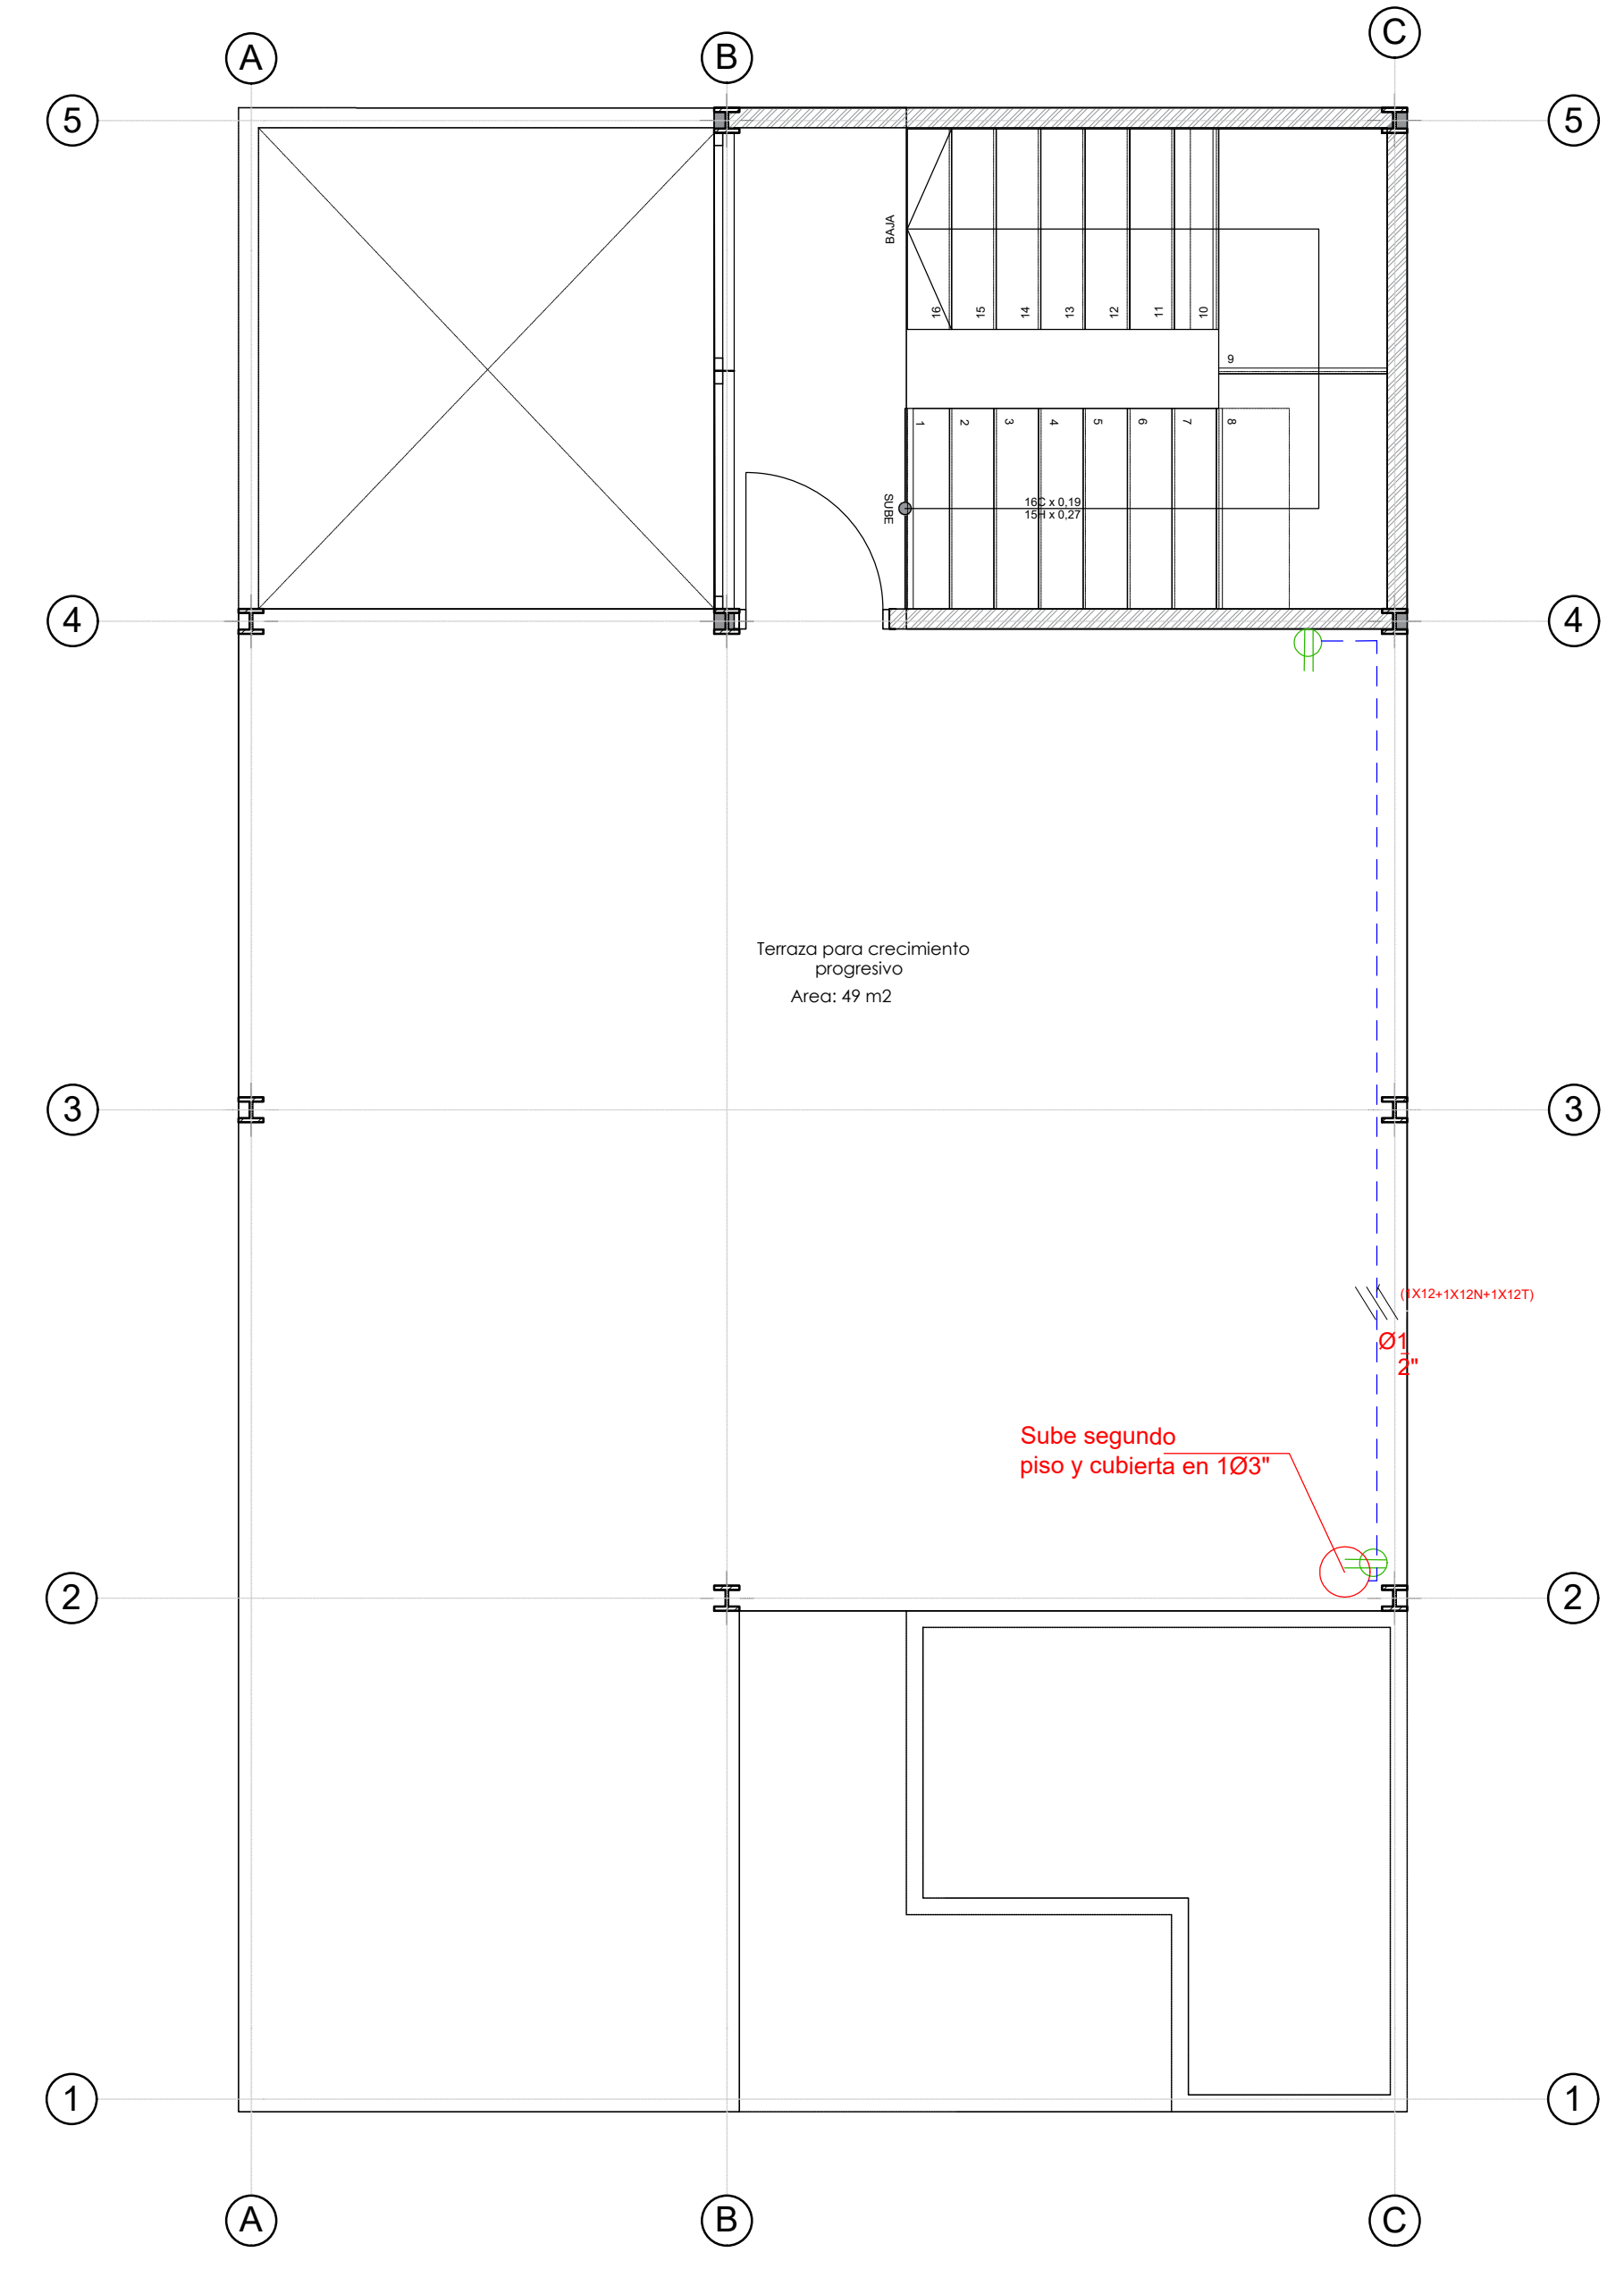 A
B
C
5
5
BAJA
16
15
14
13
12
11
10
9
1
2
3
4
5
6
7
8
SUBE
16C x 0,19
15H x 0,27
4
4
Terraza para crecimiento
progresivo
Area: 49 m2
3
3
(1X12+1X12N+1X12T)
Ø1
2"
Sube segundo
piso y cubierta en 1Ø3"
2
2
1
1
A
B
C